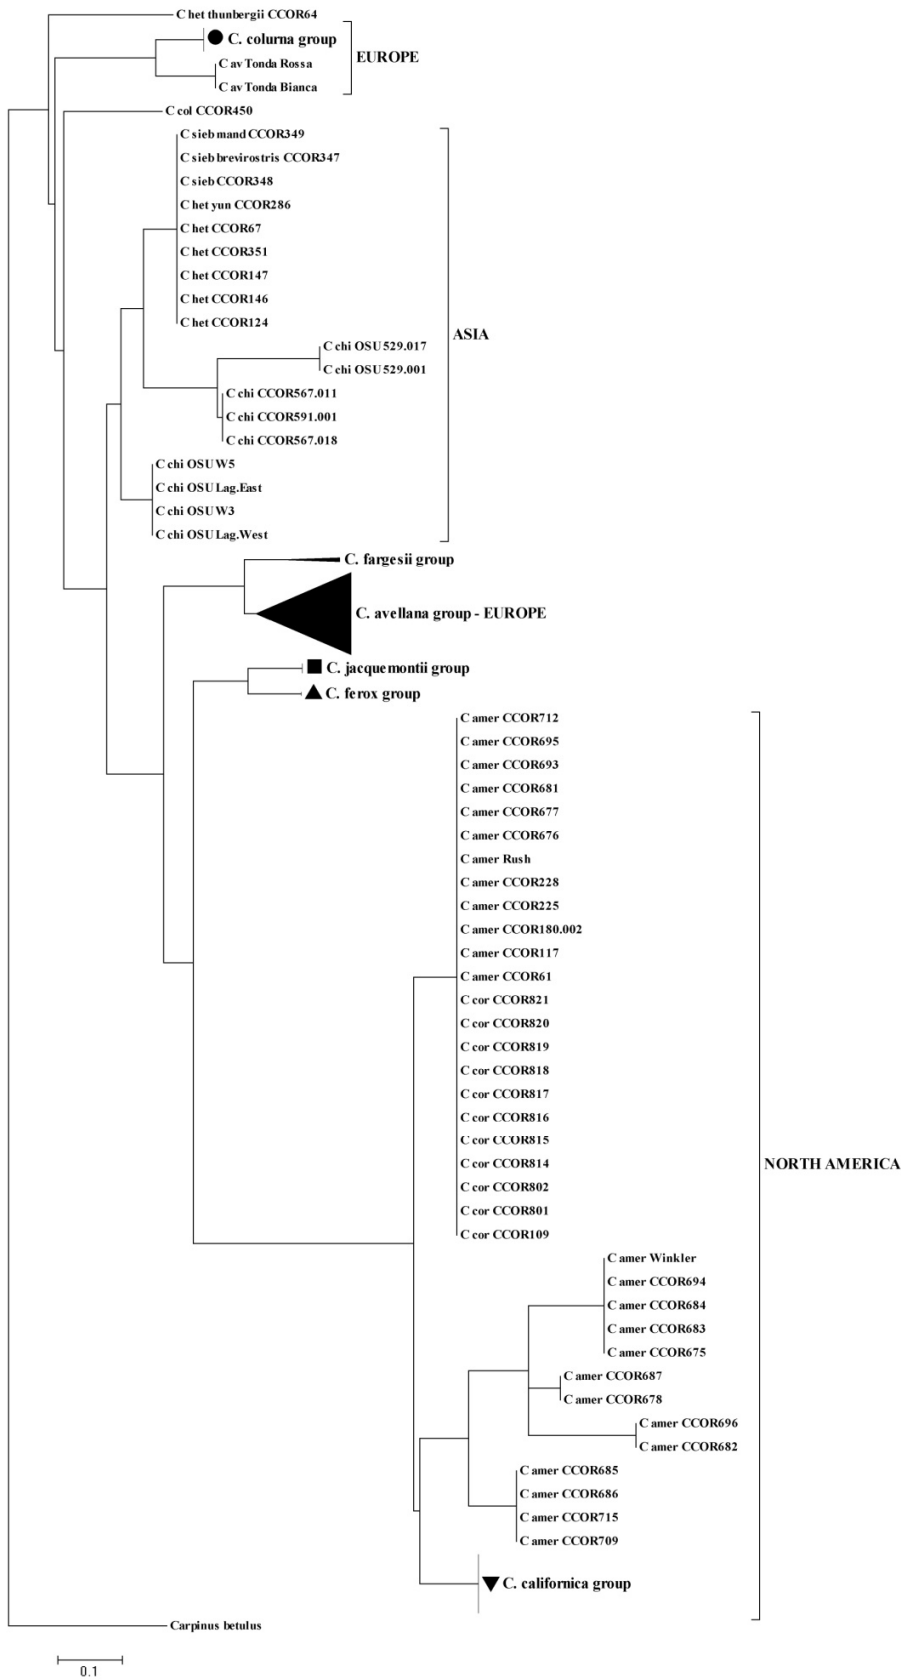 C het thunbergii CCOR64
C. colurna group
EUROPE
C av Tonda Rossa
C av Tonda Bianca
C col CCOR450
C sieb mand CCOR349
C sieb brevirostris CCOR347
C sieb CCOR348
C het yun CCOR286
C het CCOR67
C het CCOR351
C het CCOR147
C het CCOR146
C het CCOR124
ASIA
C chi OSU529.017
C chi OSU529.001
C chi CCOR567.011
C chi CCOR591.001
C chi CCOR567.018
C chi OSU W5
C chi OSU Lag.East
C chi OSU W3
C chi OSU Lag.West
C. fargesii group
C. avellana group - EUROPE
C. jacquemontii group
C. ferox group
C amer CCOR712
C amer CCOR695
C amer CCOR693
C amer CCOR681
C amer CCOR677
C amer CCOR676
C amer Rush
C amer CCOR228
C amer CCOR225
C amer CCOR180.002
C amer CCOR117
C amer CCOR61
C cor CCOR821
C cor CCOR820
C cor CCOR819
C cor CCOR818
C cor CCOR817
C cor CCOR816
C cor CCOR815
C cor CCOR814
NORTH AMERICA
C cor CCOR802
C cor CCOR801
C cor CCOR109
C amer Winkler
C amer CCOR694
C amer CCOR684
C amer CCOR683
C amer CCOR675
C amer CCOR687
C amer CCOR678
C amer CCOR696
C amer CCOR682
C amer CCOR685
C amer CCOR686
C amer CCOR715
C amer CCOR709
C. californica group
Carpinus betulus
0.1